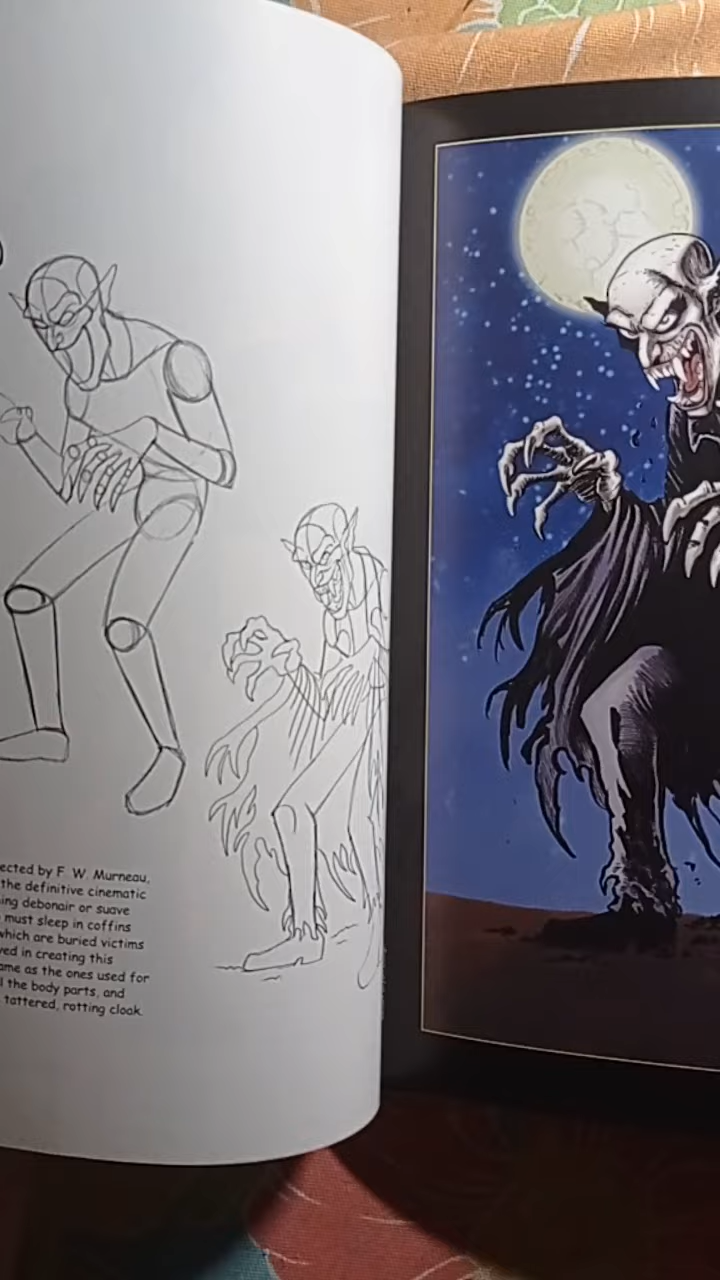 ected by F. W. Murneau,
the definitive cinematic
ing debonair or suave
must sleep in coffins
which are buried victims
ved in creating this
ame as the ones used for
l the body parts, and
tattered, rotting cloak.